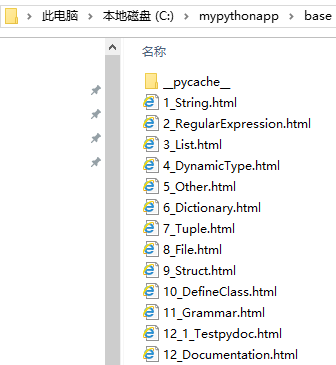 此电脑 › 本地磁盘 (C:) › mypythonapp › base
名称
__pycache__
1_String.html
2_RegularExpression.html
3_List.html
4_DynamicType.html
5_Other.html
6_Dictionary.html
7_Tuple.html
8_File.html
9_Struct.html
10_DefineClass.html
11_Grammar.html
12_1_Testpydoc.html
12_Documentation.html